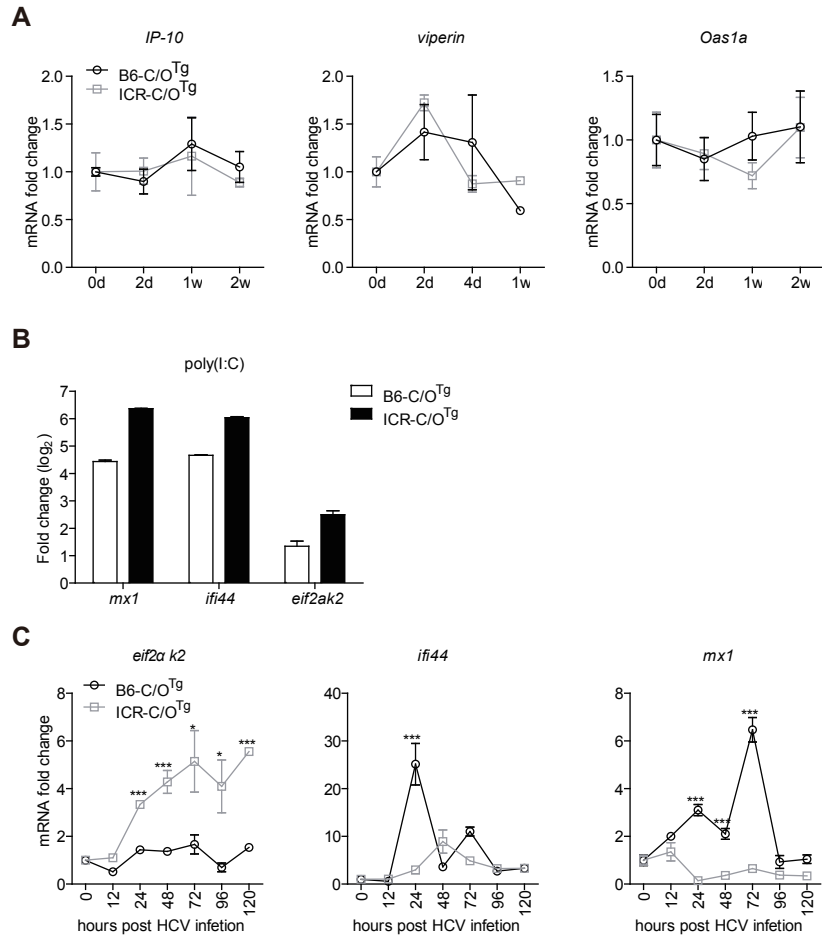 A
IP-10
viperin
Oas1a
B6-C/O^Tg
ICR-C/O^Tg
mRNA fold change
2.0
1.5
1.0
0.5
0.0
0d
2d
1w
2w
mRNA fold change
2.0
1.5
1.0
0.5
0.0
0d
2d
4d
1w
mRNA fold change
1.5
1.0
0.5
0.0
0d
2d
1w
2w
B
poly(I:C)
B6-C/O^Tg
ICR-C/O^Tg
Fold change (log2)
7
6
5
4
3
2
1
0
mx1
ifi44
eif2ak2
C
eif2α k2
ifi44
mx1
B6-C/O^Tg
ICR-C/O^Tg
mRNA fold change
8
6
4
2
0
***
***
*
*
***
0
12
24
48
72
96
120
hours post HCV infetion
40
30
20
10
0
***
0
12
24
48
72
96
120
hours post HCV infetion
8
6
4
2
0
***
***
***
0
12
24
48
72
96
120
hours post HCV infetion